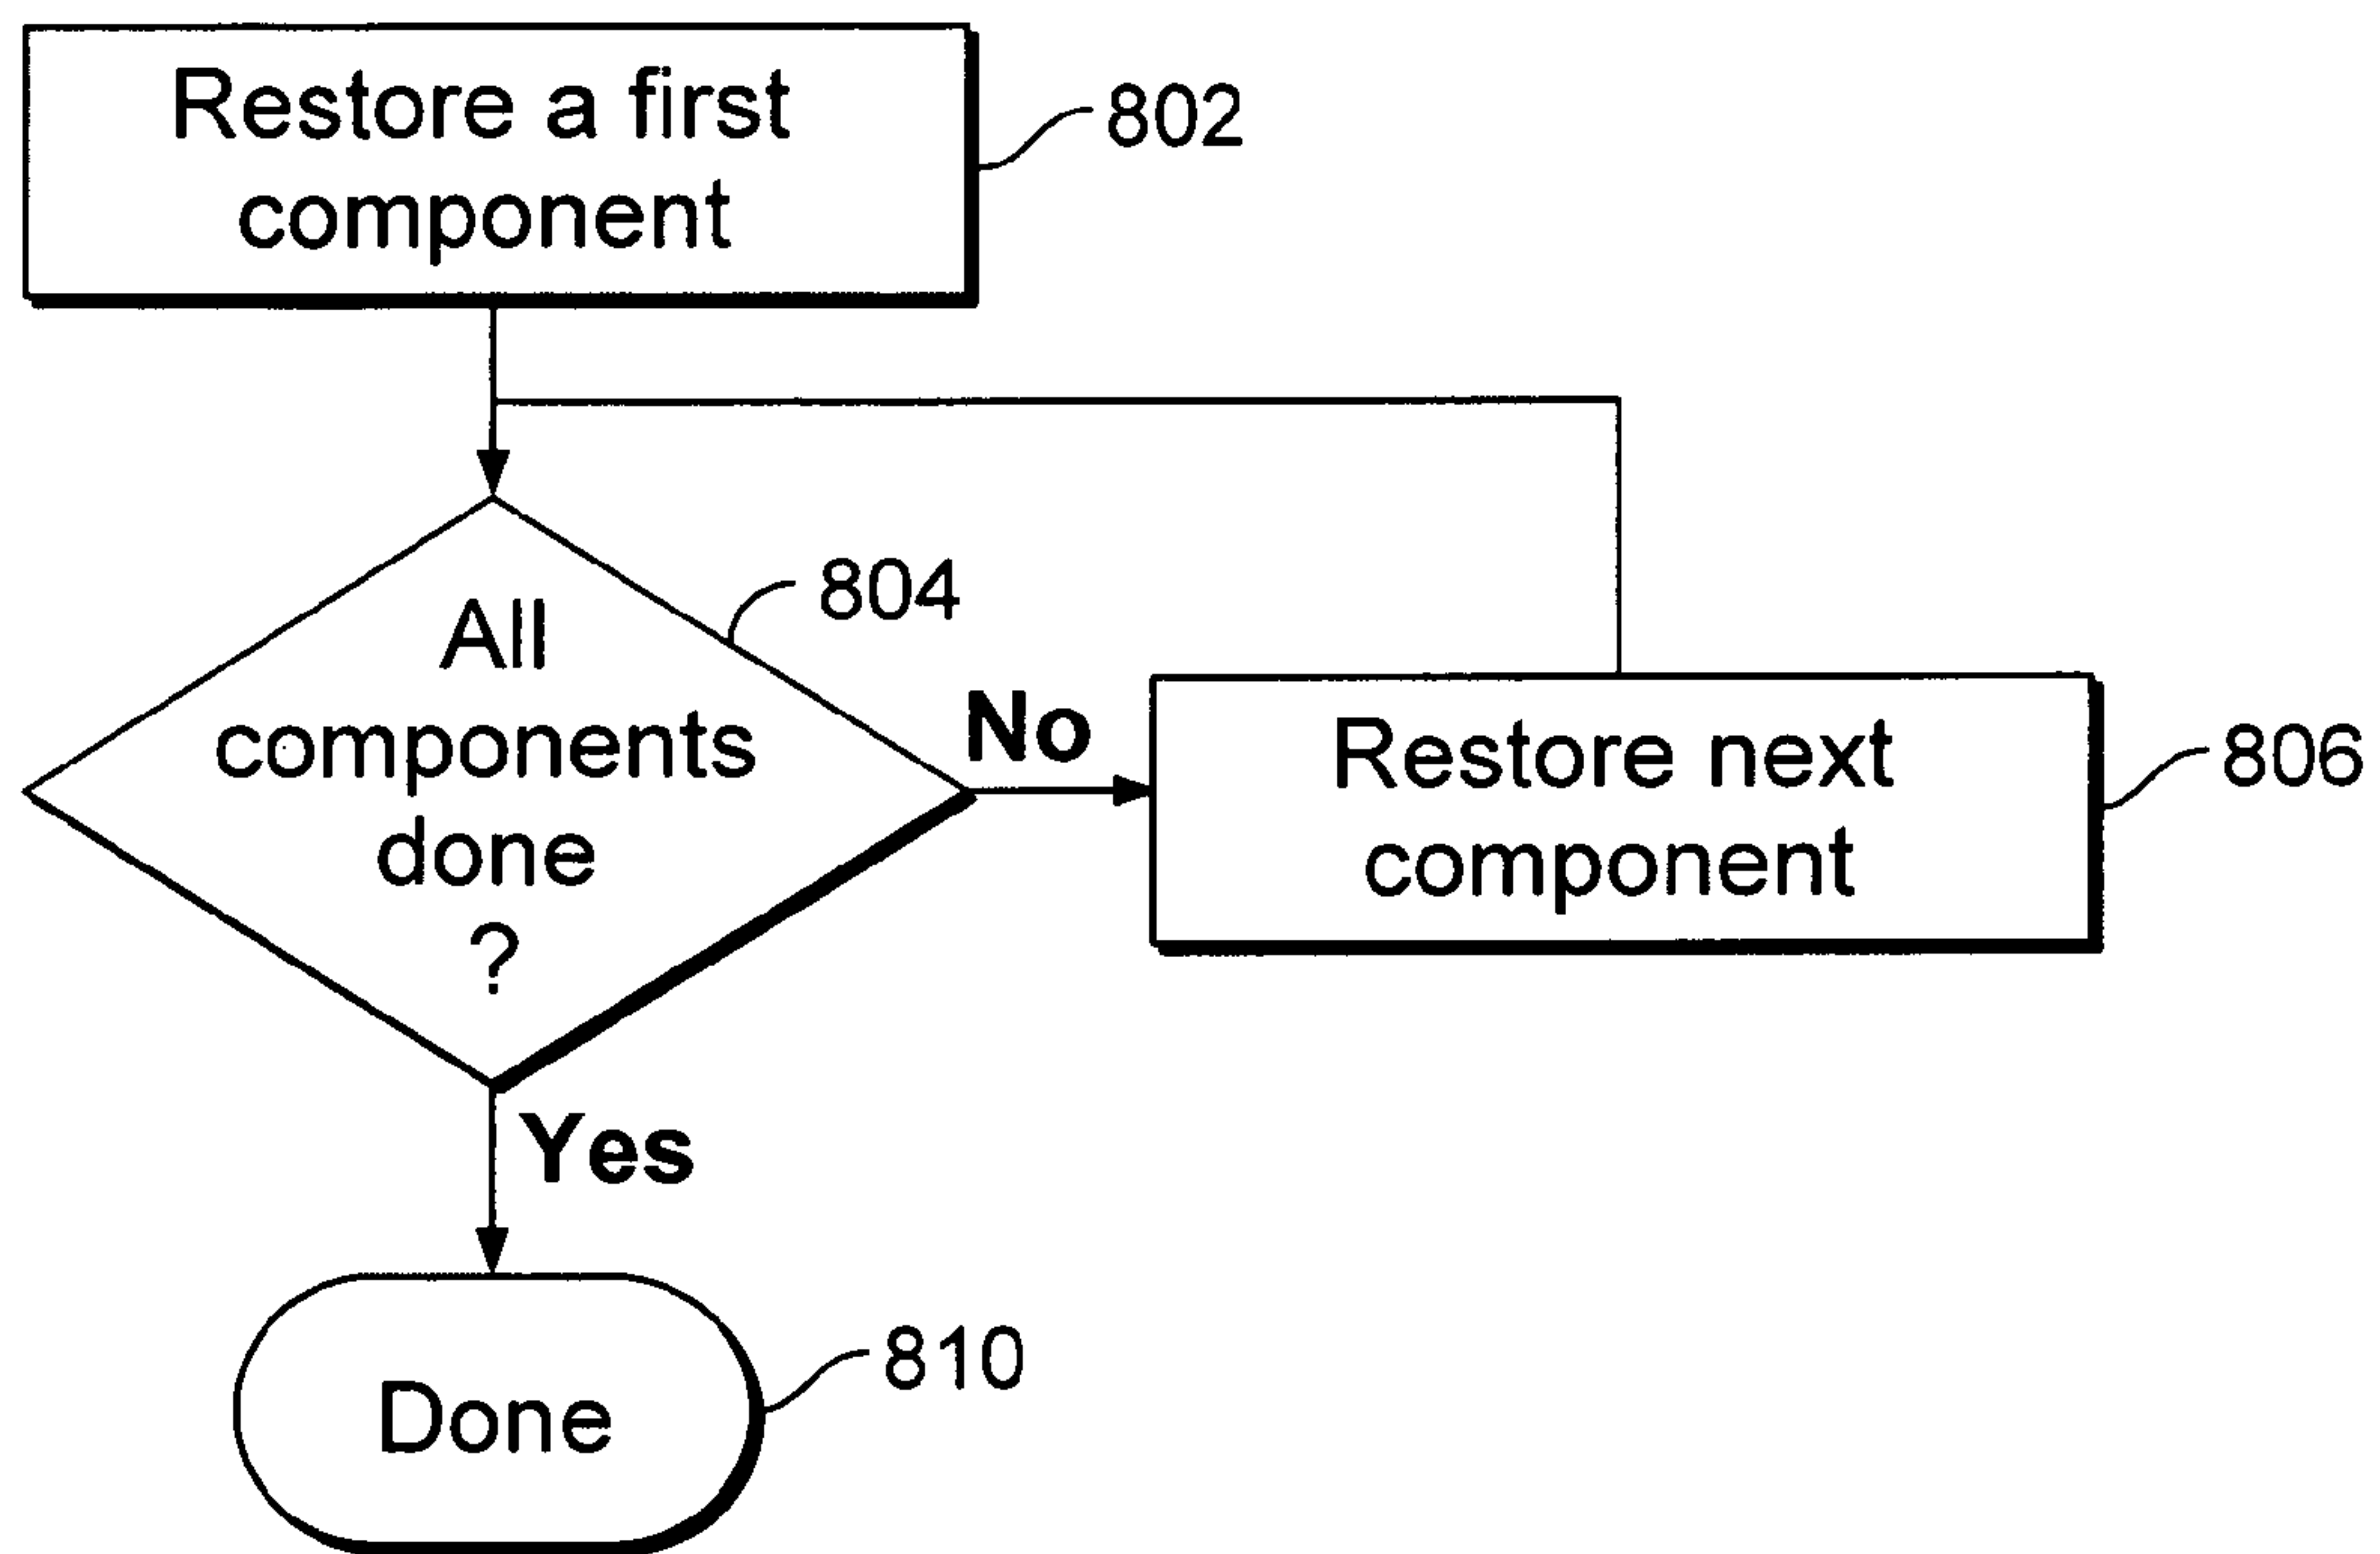 Restore a first
component
802
All
components
done
?
804
No
Restore next
component
806
Yes
Done
810